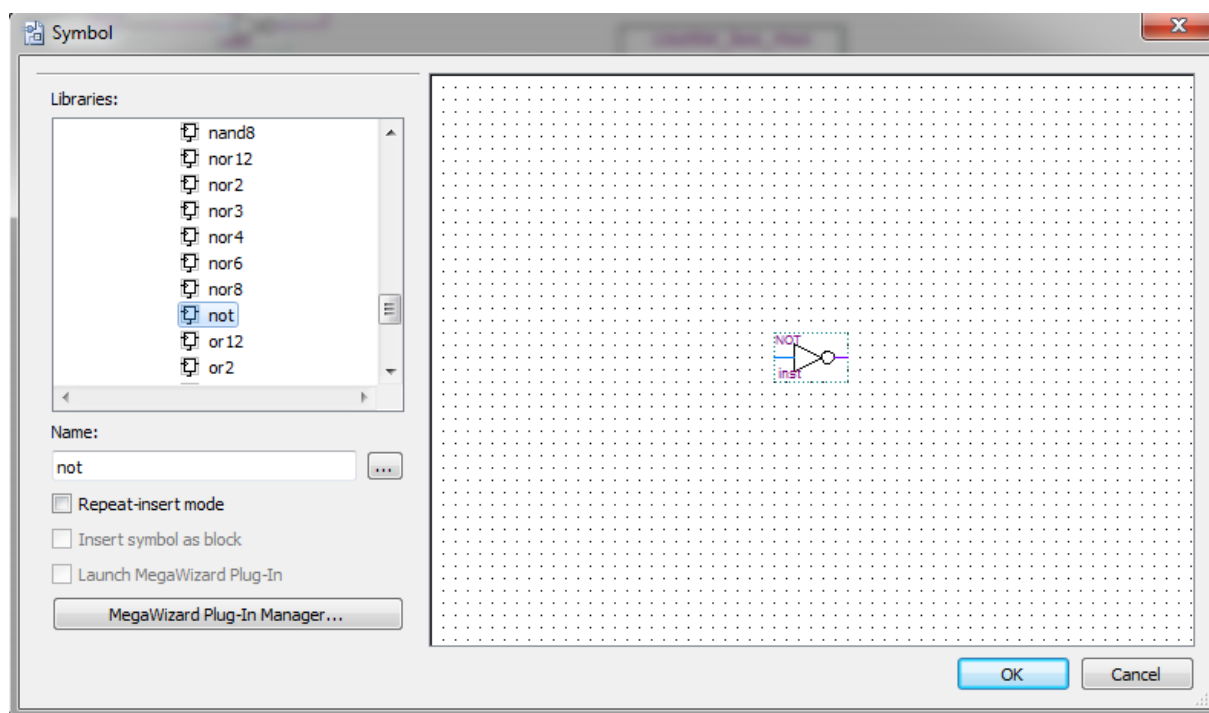 Symbol
Libraries:
nand8
nor12
nor2
nor3
nor4
nor6
nor8
not
or12
or2
Name:
not
...
Repeat-insert mode
Insert symbol as block
Launch MegaWizard Plug-In
MegaWizard Plug-In Manager...
NOT
inst
OK
Cancel